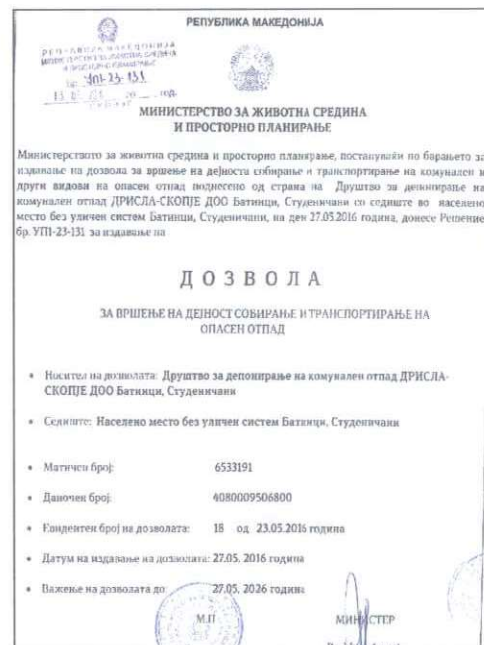 РЕПУБЛИКА МАКЕДОНИЈА
РЕПУБЛИКА МАКЕДОНИЈА
УП1-23-131
МИНИСТЕРСТВО ЗА ЖИВОТНА СРЕДИНА
И ПРОСТОРНО ПЛАНИРАЊЕ
Министерството за животна средина и просторно планирање, постапувајќи по барањето за
издавање на дозвола за вршење на дејноста собирање и транспортирање на комунален и
други видови на опасен отпад поднесено од страна на Друштво за депонирање на
комунален отпад ДРИСЛА-СКОПЈЕ ДОО Батинци, Студеничани со седиште во населено
место без уличен систем Батинци, Студеничани, на ден 27.05.2016 година, донесе Решение
бр. УП1-23-131 за издавање на
ДОЗВОЛА
ЗА ВРШЕЊЕ НА ДЕЈНОСТ СОБИРАЊЕ И ТРАНСПОРТИРАЊЕ НА
ОПАСЕН ОТПАД
• Носител на дозволата: Друштво за депонирање на комунален отпад ДРИСЛА-
СКОПЈЕ ДОО Батинци, Студеничани
• Седиште: Населено место без уличен систем Батинци, Студеничани
• Матичен број: 6533191
• Даночен број: 4080009506800
• Евидентен број на дозволата: 18 од 23.05.2016 година
• Датум на издавање на дозволата: 27.05. 2016 година
• Важење на дозволата до: 27.05. 2026 година
М.П МИНИСТЕР